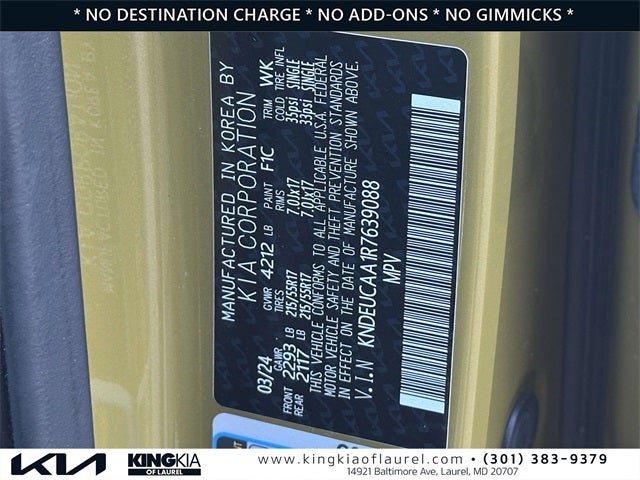 * NO DESTINATION CHARGE * NO ADD-ONS * NO GIMMICKS *
MANUFACTURED IN KOREA BY
KIA CORPORATION
03/24 GVWR 4212 LB PAINT F1C TRIM WK
GAWR TIRES RIMS COLD TIRE INFL
FRONT 2293 LB 215/55R17 7.0Jx17 35psi SINGLE
REAR 2117 LB 215/55R17 7.0Jx17 33psi SINGLE
THIS VEHICLE CONFORMS TO ALL APPLICABLE U.S.A. FEDERAL
MOTOR VEHICLE SAFETY AND THEFT PREVENTION STANDARDS
IN EFFECT ON THE DATE OF MANUFACTURE SHOWN ABOVE.
V.I.N KNDEUCAA1R7639088
MPV
KIA
KINGKIA
OF LAUREL
www.kingkiaoflaurel.com • (301) 383-9379
14921 Baltimore Ave, Laurel, MD 20707